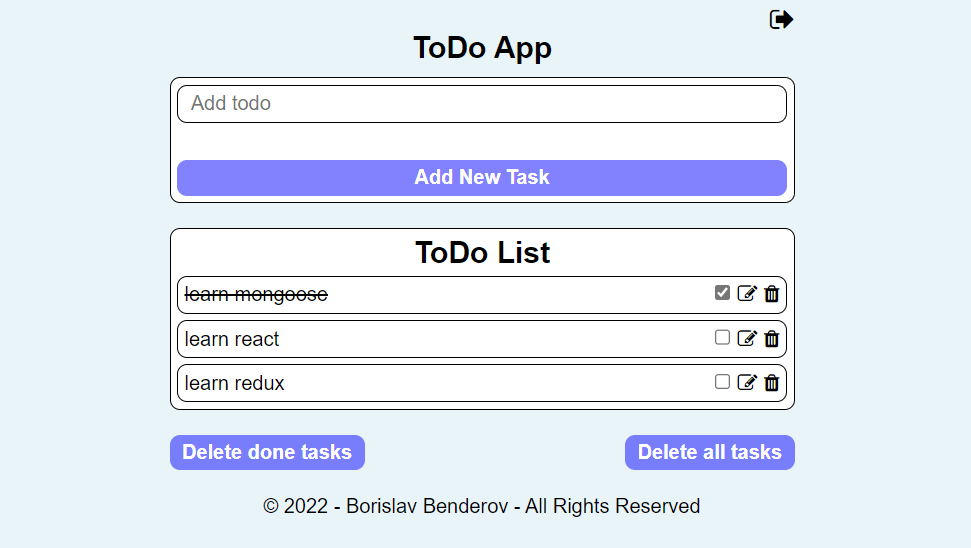 ToDo App
Add todo
Add New Task
ToDo List
learn mongoose
learn react
learn redux
Delete done tasks
Delete all tasks
© 2022 - Borislav Benderov - All Rights Reserved